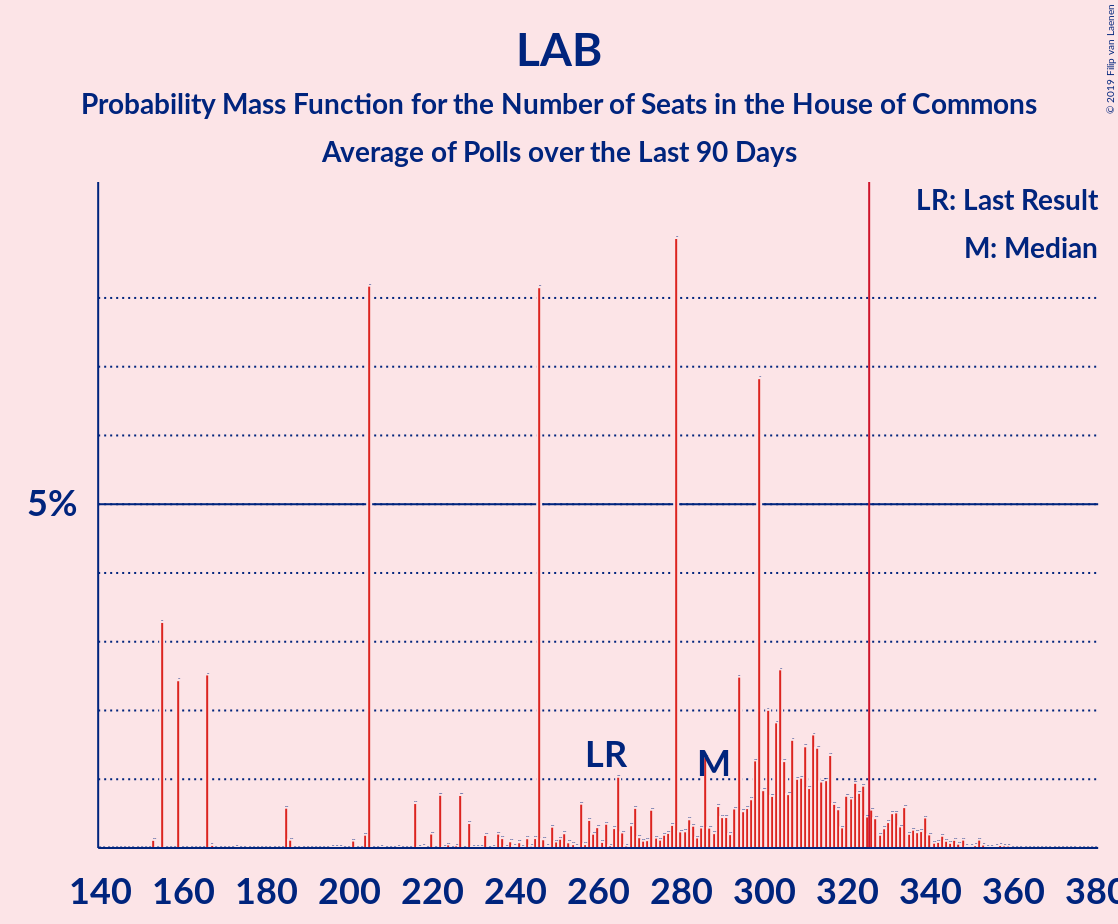 LAB
Probability Mass Function for the Number of Seats in the House of Commons
Average of Polls over the Last 90 Days
© 2019 Filip van Laenen
LR: Last Result
M: Median
5%
LR
M
140 160 180 200 220 240 260 280 300 320 340 360 380